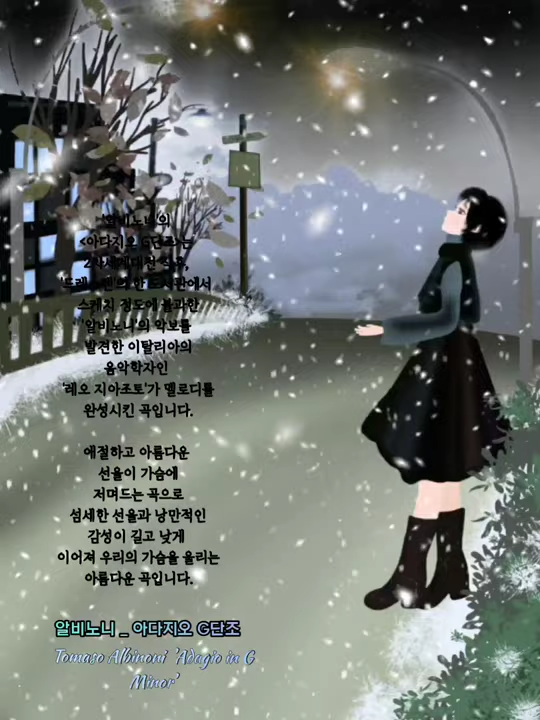 '알비노니'의
<아다지오 G단조>는
2차세계대전 직후,
'드레스덴'의 한 도서관에서
스케치 정도에 불과한
'알비노니'의 악보를
발견한 이탈리아의
음악학자인
'레오 지아조토'가 멜로디를
완성시킨 곡입니다.
애절하고 아름다운
선율이 가슴에
저며드는 곡으로
섬세한 선율과 낭만적인
감성이 길고 낮게
이어져 우리의 가슴을 울리는
아름다운 곡입니다.
알비노니 _ 아다지오 G단조
Tomaso Albinoni 'Adagio in G
Minor'